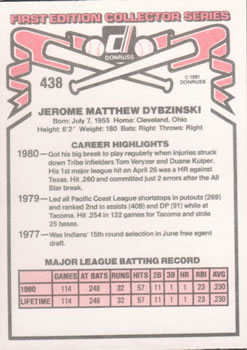 FIRST EDITION COLLECTOR SERIES
DONRUSS
438
© 1981
DONRUSS
JEROME MATTHEW DYBZINSKI
Born: July 7, 1955 Home: Cleveland, Ohio
Height: 6'2" Weight: 180 Bats: Right Throws: Right
CAREER HIGHLIGHTS
1980— Got his big break to play regularly when injuries struck
down Tribe infielders Tom Veryzer and Duane Kuiper.
His 1st major league hit on April 26 was a HR against
Texas. Hit .260 and committed just 2 errors after the All
Star break.
1979— Led all Pacific Coast League shortstops in putouts (269)
and ranked 2nd in assists (409) and DP (91) while at
Tacoma. Hit .254 in 132 games for Tacoma and stole
25 bases.
1977— Was Indians' 15th round selection in June free agent
draft.
MAJOR LEAGUE BATTING RECORD
GAMES AT BATS RUNS HITS 2B 3B HR RBI AVG
1980 114 248 32 57 11 1 1 23 .230
LIFETIME 114 248 32 57 11 1 1 23 .230